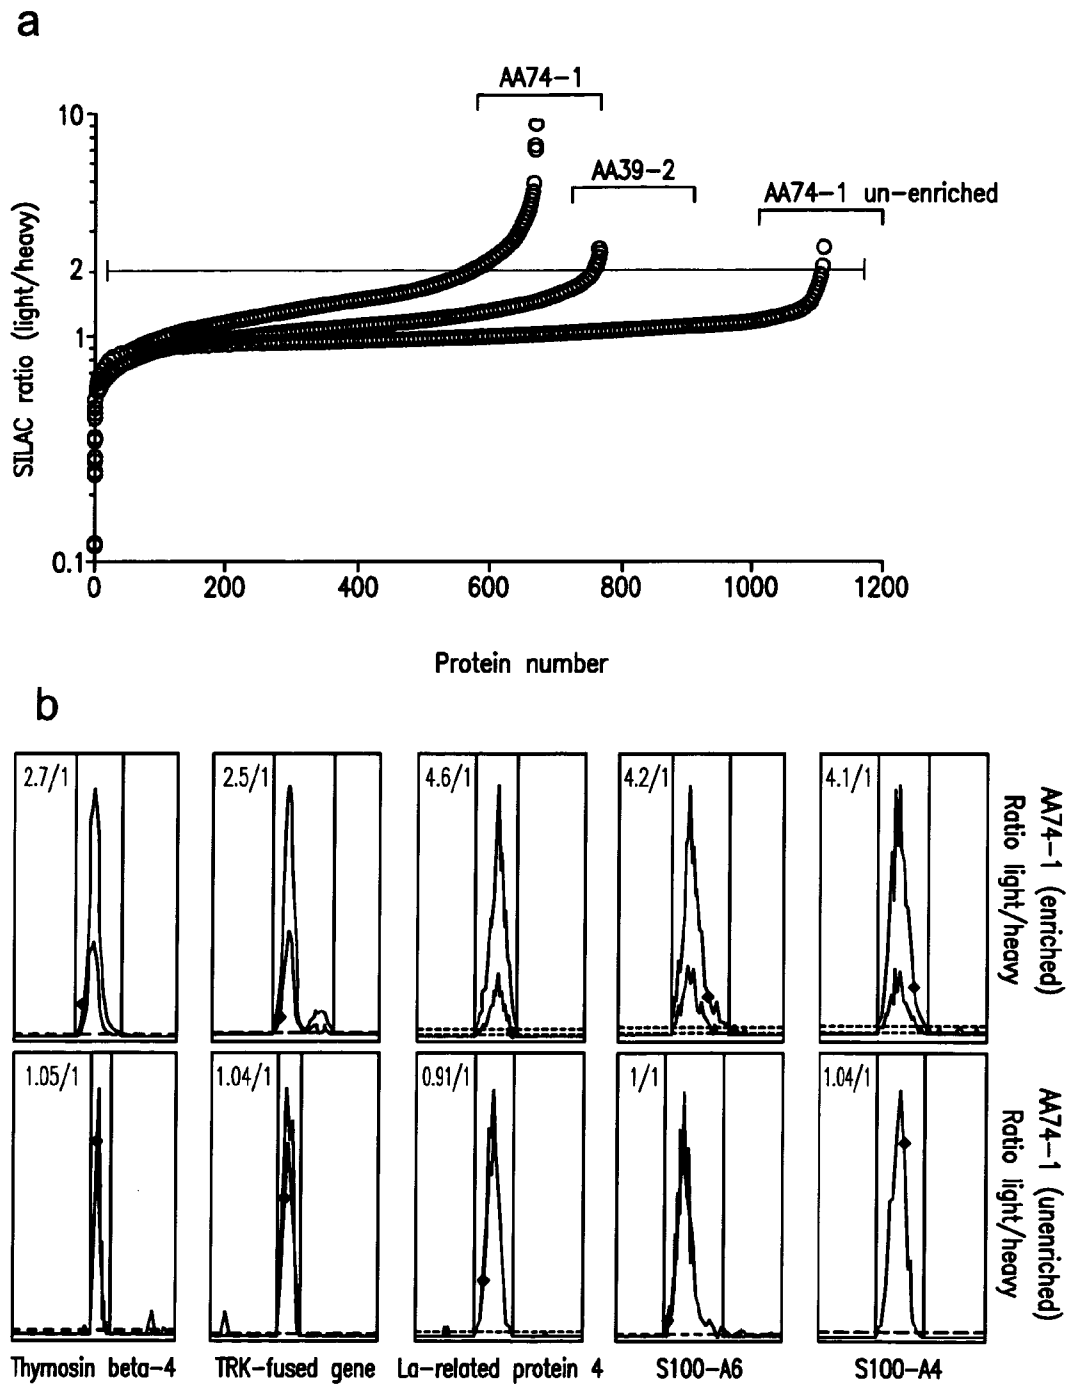 a
AA74-1
AA39-2
AA74-1 un-enriched
10
2
1
0.1
SILAC ratio (light/heavy)
0
200
400
600
800
1000
1200
Protein number
b
2.7/1
2.5/1
4.6/1
4.2/1
4.1/1
AA74-1 (enriched)
Ratio light/heavy
1.05/1
1.04/1
0.91/1
1/1
1.04/1
AA74-1 (unenriched)
Ratio light/heavy
Thymosin beta-4
TRK-fused gene
La-related protein 4
S100-A6
S100-A4